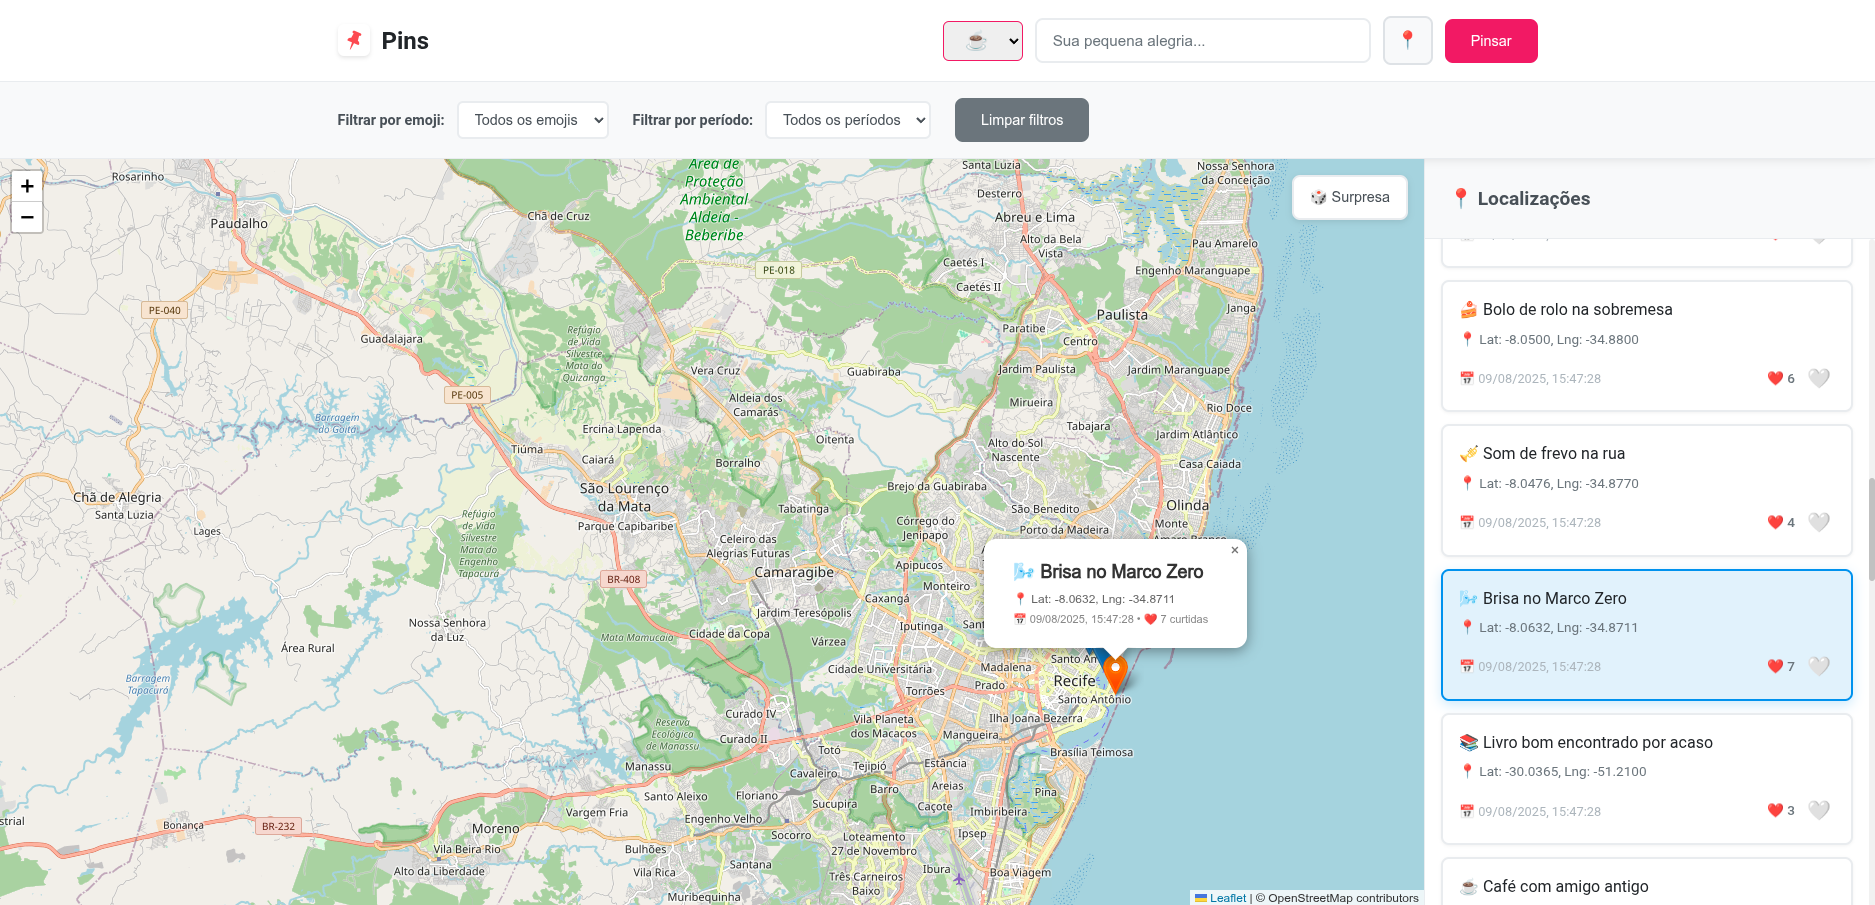 📌 Pins
☕ Sua pequena alegria... 📍 Pinsar
Filtrar por emoji: Todos os emojis Filtrar por período: Todos os períodos Limpar filtros
+
−
🎲 Surpresa
Rosarinho
Paudalho
Chã de Cruz
Área de
Proteção
Ambiental
Aldeia -
Beberibe
Santa Luzia
Desterro
Nossa Senhora
da Conceição
Abreu e Lima
Alto da Bela
Vista
Pau Amarelo
Caetés I
Engenho Maranguape
PE-018
Caetés II
PE-040
Paratibe
Paulista
Janga
Guadalajara
Refúgio
de Vida
Silvestre
Mata do
Quizanga
Centro
Vera Cruz
Guabiraba
Jardim Paulista
Jardim Maranguape
PE-005
Aldeia dos
Camarás
Mirueira
Rio Doce
Barragem
do Goitá
Ercina Lapenda
Oitenta
Tabajara
Jardim Atlântico
Tiúma
Caiará
Borralho
Alto do Sol
Nascente
Casa Caiada
Chã de Alegria
Santa Luzia
São Lourenço
da Mata
Brejo da Guabiraba
Tabatinga
São Benedito
Olinda
Lages
Refúgio
de Vida
Silvestre
Mata do
Engenho
Tapacurá
Parque Capibaribe
Córrego do
Jenipapo
Porto da Madeira
Monte
Amaro Branco
Celeiro das
Alegrias Futuras
Apipucos
BR-408
Camaragibe
Monteiro
Caxangá
Jardim Teresópolis
Nossa Senhora
da Luz
Iputinga
Mata Mamucaia
Cidade da Copa
Várzea
Área Rural
Cidade Universitária
Madalena
Santo Am
Barragem
Tapacurá
Torrões
Prado
Recife
Santo Antônio
Reserva
Ecológica
de Manassu
Curado IV
Vila Planeta
dos Macacos
Ilha Joana Bezerra
Curado II
Totó
Mangueira
Brasília Teimosa
Manassu
Cavaleiro
Tejipió
Estância
Santo Aleixo
Floriano
Barro
Areias
Pina
Sucupira
Caçote
Imbiribeira
Vargem Fria
Engenho Velho
strial
Bonança
BR-232
Moreno
Socorro
Loteamento
27 de Novembro
Ipsep
Vila Beira Rio
Bulhões
Alto da Liberdade
Santana
Vila Rica
Três Carneiros
Baixo
Ibura
Boa Viagem
Muribequinha
×
🌬️ Brisa no Marco Zero
📍 Lat: -8.0632, Lng: -34.8711
📅 09/08/2025, 15:47:28 • ❤️ 7 curtidas
Leaflet | © OpenStreetMap contributors
📍 Localizações
🍰 Bolo de rolo na sobremesa
📍 Lat: -8.0500, Lng: -34.8800
📅 09/08/2025, 15:47:28 ❤️ 6 🤍
🎺 Som de frevo na rua
📍 Lat: -8.0476, Lng: -34.8770
📅 09/08/2025, 15:47:28 ❤️ 4 🤍
🌬️ Brisa no Marco Zero
📍 Lat: -8.0632, Lng: -34.8711
📅 09/08/2025, 15:47:28 ❤️ 7 🤍
📚 Livro bom encontrado por acaso
📍 Lat: -30.0365, Lng: -51.2100
📅 09/08/2025, 15:47:28 ❤️ 3 🤍
☕ Café com amigo antigo